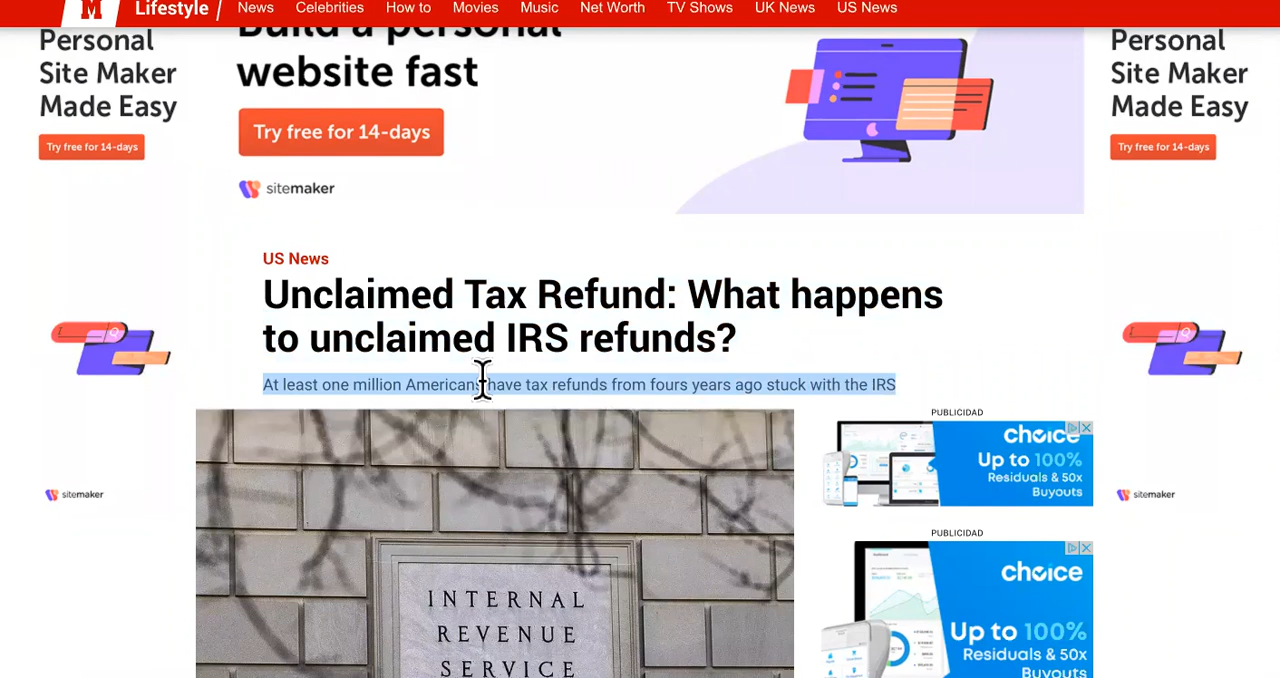 M Lifestyle News Celebrities How to Movies Music Net Worth TV Shows UK News US News
Personal
Site Maker
Made Easy
Try free for 14-days
sitemaker
Build a personal
website fast
Try free for 14-days
sitemaker
Personal
Site Maker
Made Easy
Try free for 14-days
sitemaker
US News
Unclaimed Tax Refund: What happens
to unclaimed IRS refunds?
At least one million Americans have tax refunds from fours years ago stuck with the IRS
INTERNAL
REVENUE
SERVICE
PUBLICIDAD
choice
Up to 100%
Residuals & 50x
Buyouts
PUBLICIDAD
choice
Up to 100%
Residuals & 50x
Buyouts